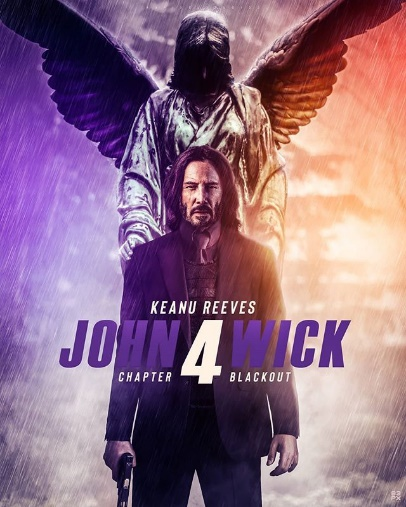 KEANU REEVES
JOHN 4 WICK
CHAPTER BLACKOUT